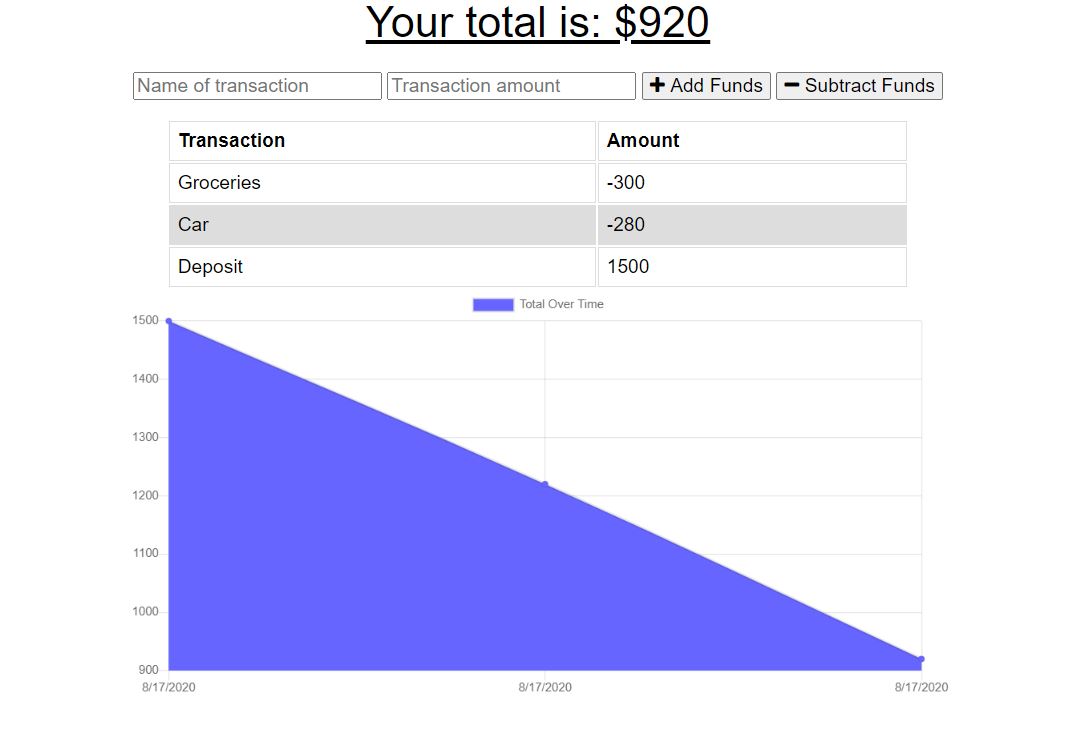 Your total is: $920
Name of transaction Transaction amount + Add Funds − Subtract Funds
Transaction Amount
Groceries -300
Car -280
Deposit 1500
Total Over Time
1500
1400
1300
1200
1100
1000
900
8/17/2020 8/17/2020 8/17/2020